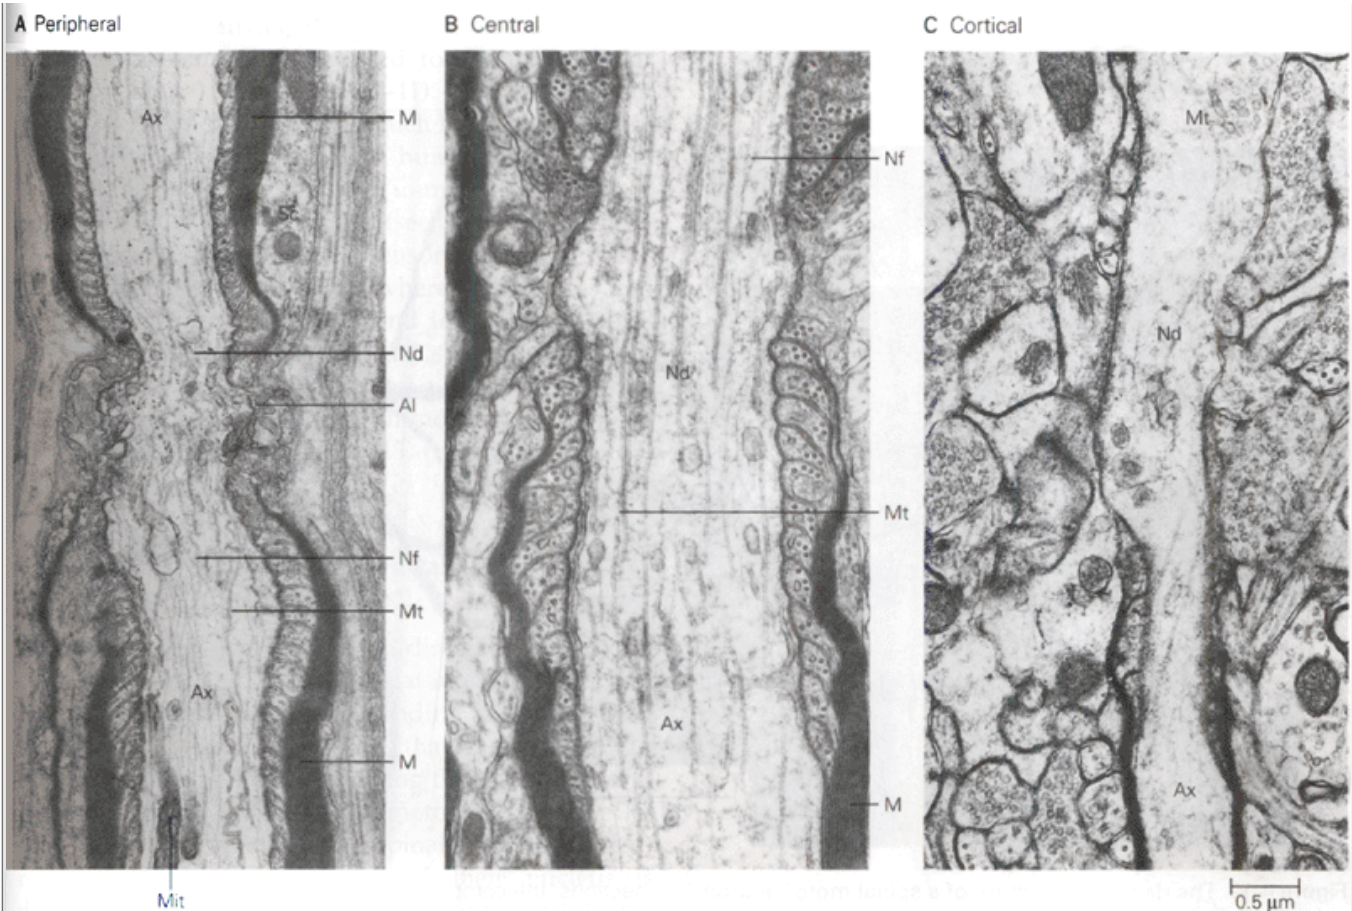 A Peripheral
Ax
M
Sc
Nd
Al
Nf
Mt
Ax
M
Mit
B Central
Nf
Nd
Mt
Ax
M
C Cortical
Mt
Nd
Ax
0.5 μm